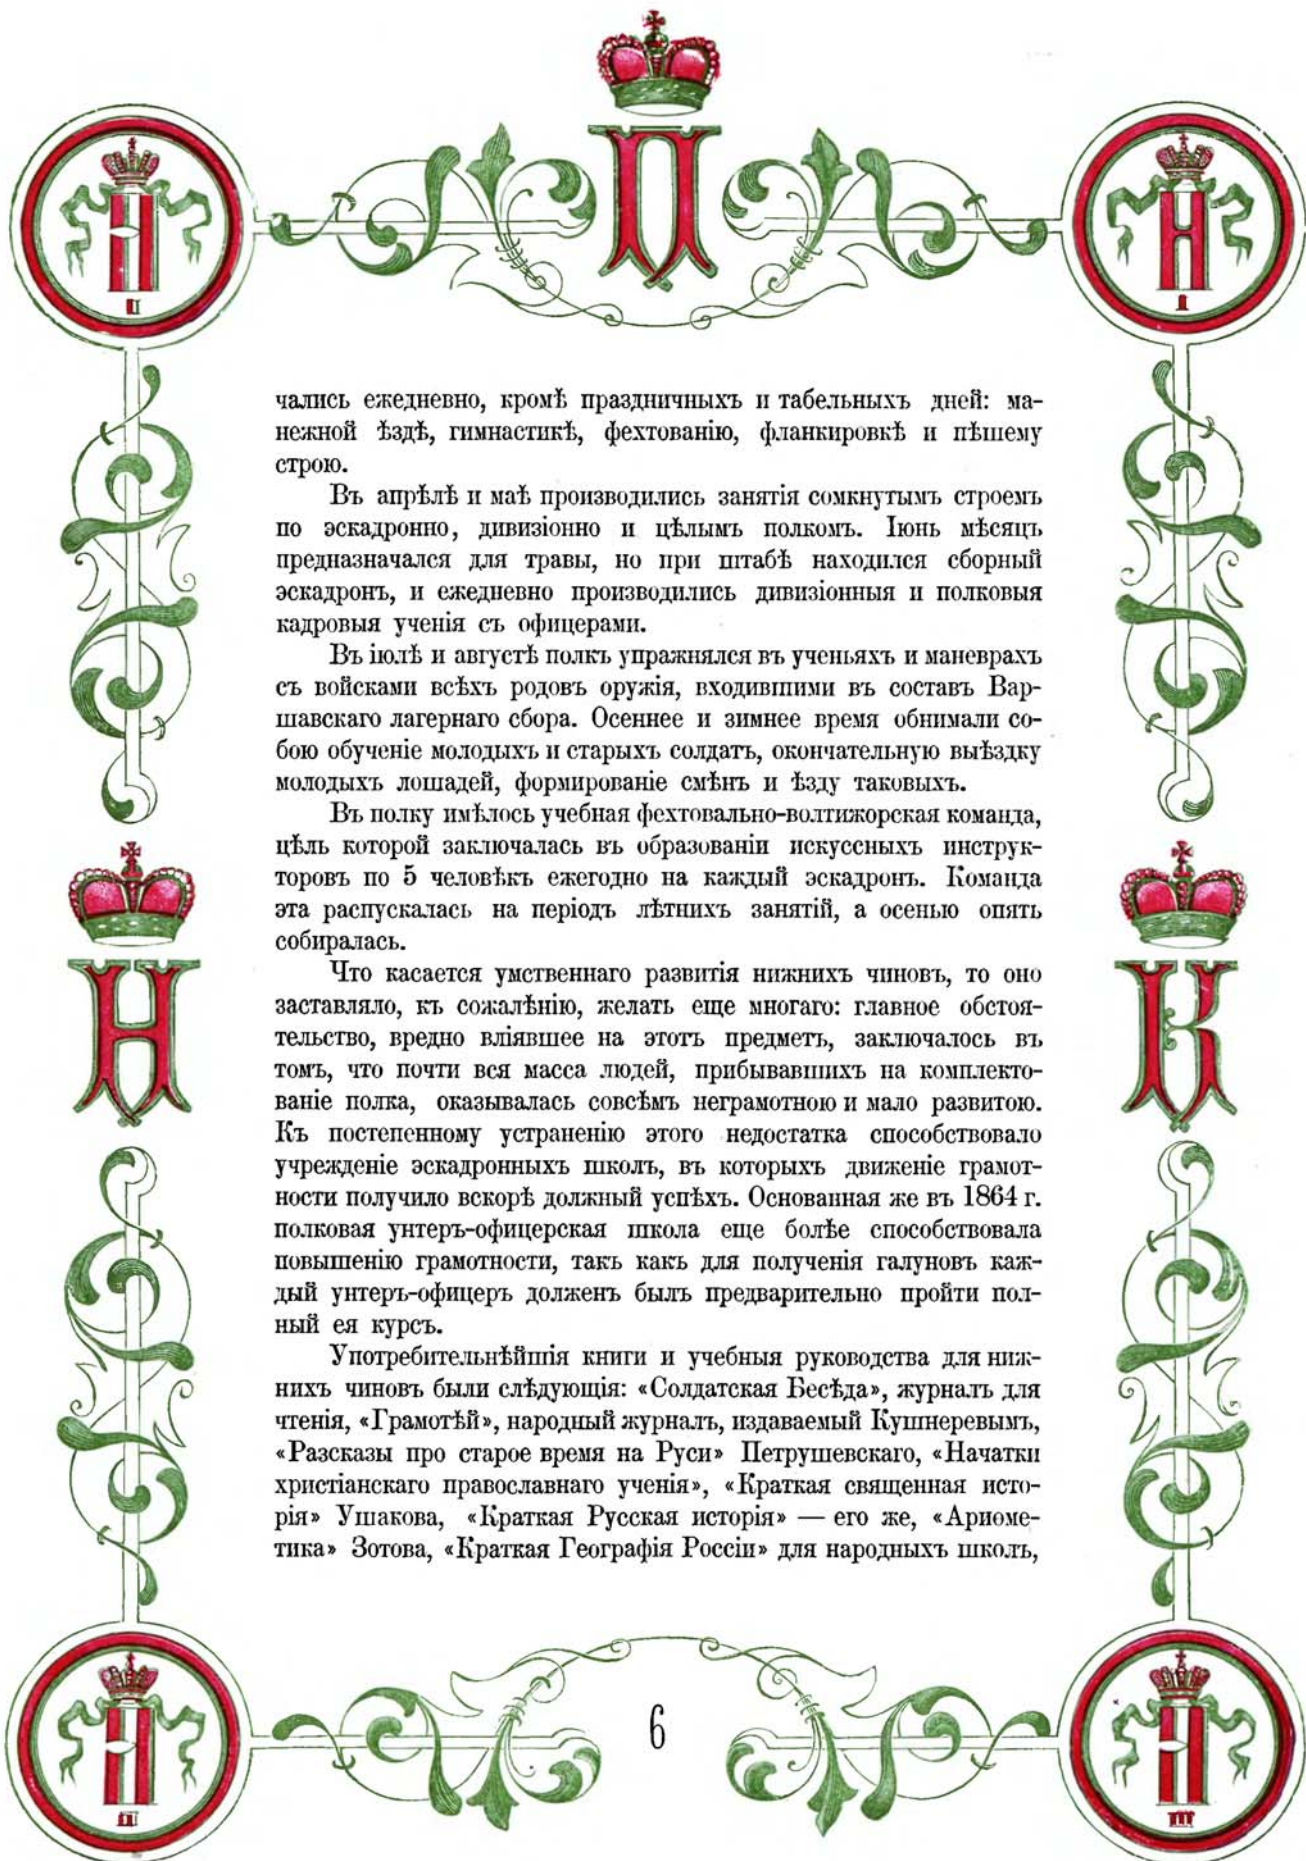 П
чались ежедневно, кромѣ праздничныхъ и табельныхъ дней: ма-
нежной ѣздѣ, гимнастикѣ, фехтованію, фланкировкѣ и пѣшему
строю.
Въ апрѣлѣ и маѣ производились занятія сомкнутымъ строемъ
по эскадронно, дивизіонно и цѣлымъ полкомъ. Іюнь мѣсяцъ
предназначался для травы, но при штабѣ находился сборный
эскадронъ, и ежедневно производились дивизіонныя и полковыя
кадровыя ученія съ офицерами.
Въ іюлѣ и августѣ полкъ упражнялся въ ученьяхъ и маневрахъ
съ войсками всѣхъ родовъ оружія, входившими въ составъ Вар-
шавскаго лагернаго сбора. Осеннее и зимнее время обнимали со-
бою обученіе молодыхъ и старыхъ солдатъ, окончательную выѣздку
молодыхъ лошадей, формированіе смѣнъ и ѣзду таковыхъ.
Въ полку имѣлось учебная фехтовально-волтижорская команда,
цѣль которой заключалась въ образованіи искуссныхъ инструк-
торовъ по 5 человѣкъ ежегодно на каждый эскадронъ. Команда
эта распускалась на періодъ лѣтнихъ занятій, а осенью опять
собиралась.
Что касается умственнаго развитія нижнихъ чиновъ, то оно
заставляло, къ сожалѣнію, желать еще многаго: главное обстоя-
тельство, вредно вліявшее на этотъ предметъ, заключалось въ
томъ, что почти вся масса людей, прибывавшихъ на комплекто-
ваніе полка, оказывалась совсѣмъ неграмотною и мало развитою.
Къ постепенному устраненію этого недостатка способствовало
учрежденіе эскадронныхъ школъ, въ которыхъ движеніе грамот-
ности получило вскорѣ должный успѣхъ. Основанная же въ 1864 г.
полковая унтеръ-офицерская школа еще болѣе способствовала
повышенію грамотности, такъ какъ для полученія галуновъ каж-
дый унтеръ-офицеръ долженъ былъ предварительно пройти пол-
ный ея курсъ.
Употребительнѣйшія книги и учебныя руководства для ниж-
нихъ чиновъ были слѣдующія: «Солдатская Бесѣда», журналъ для
чтенія, «Грамотѣй», народный журналъ, издаваемый Кушнеревымъ,
«Разсказы про старое время на Руси» Петрушевскаго, «Начатки
христіанскаго православнаго ученія», «Краткая священная исто-
рія» Ушакова, «Краткая Русская исторія» — его же, «Ариѳме-
тика» Зотова, «Краткая Географія Россіи» для народныхъ школъ,
Н
К
6